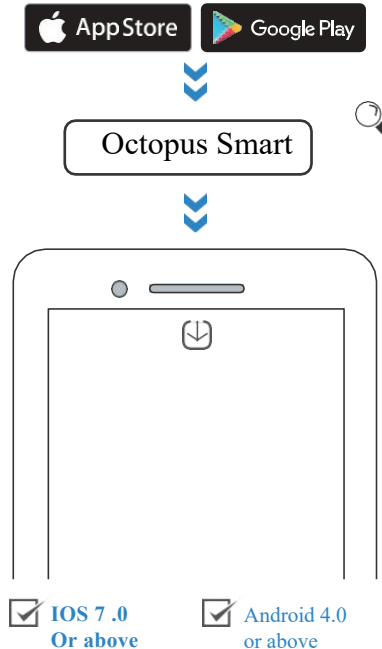 App Store
Google Play
Octopus Smart
IOS 7 .0
Or above
Android 4.0
or above